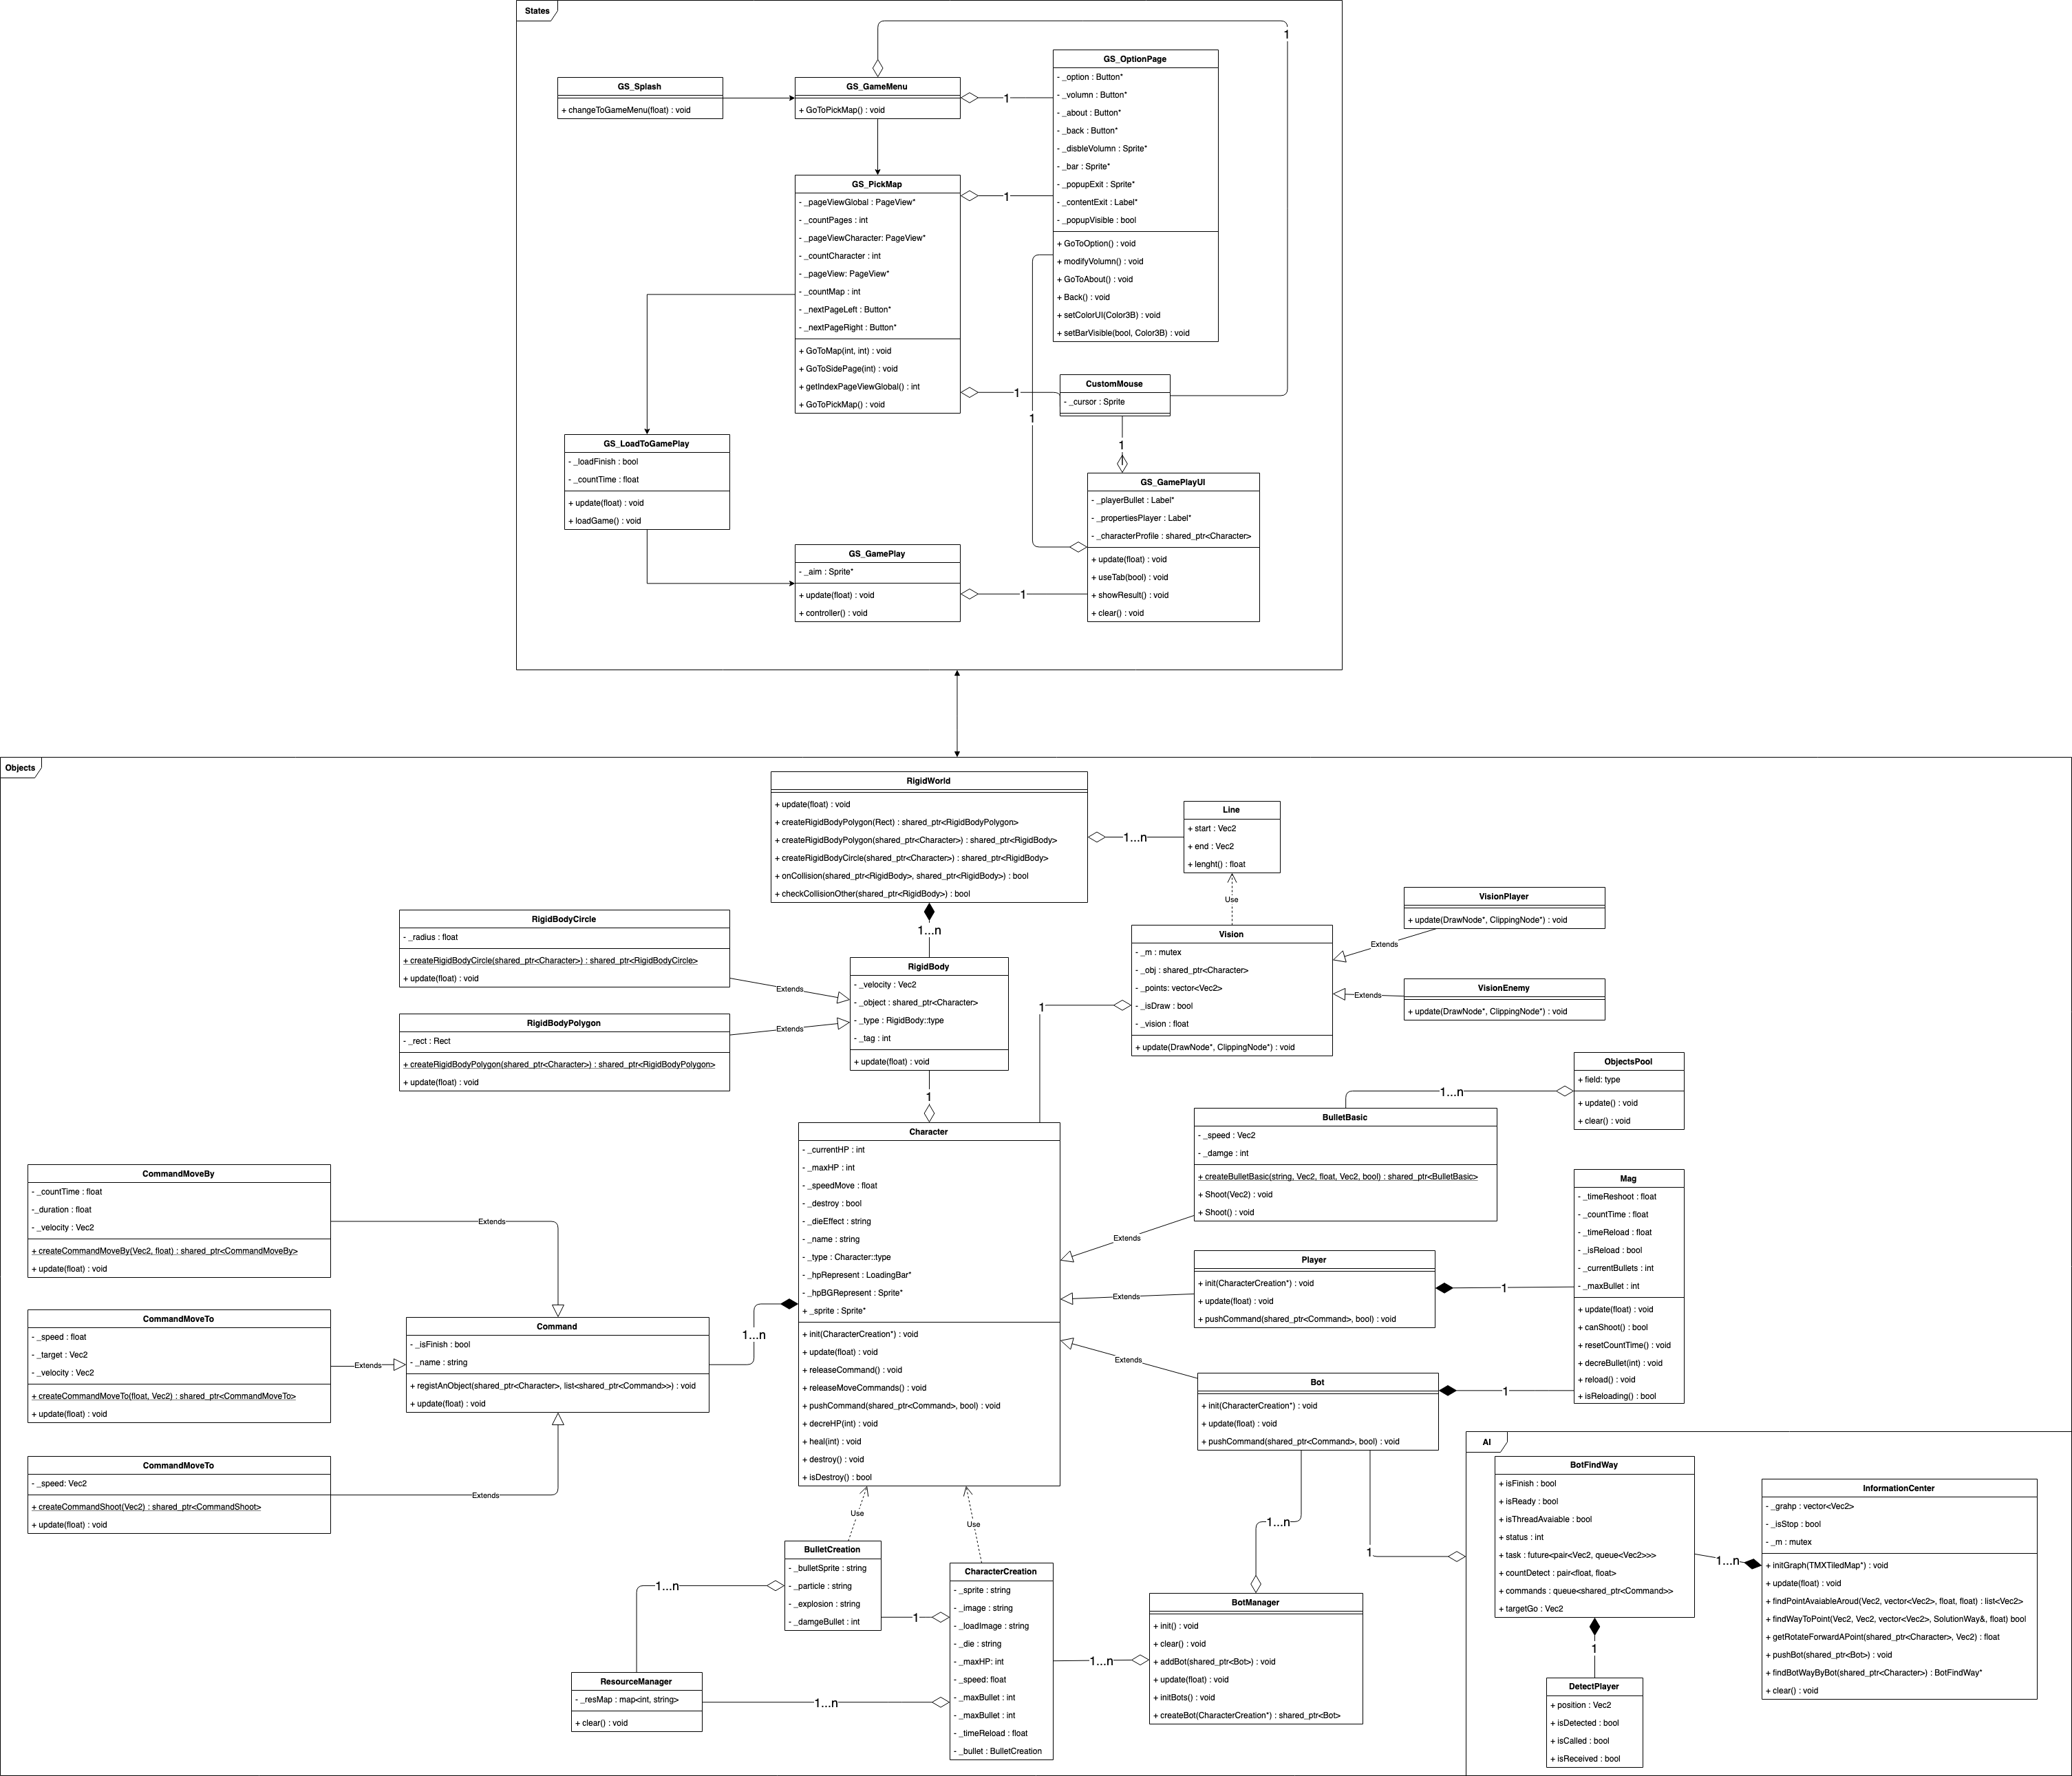 States
1
GS_Splash
+ changeToGameMenu(float) : void
GS_GameMenu
+ GoToPickMap() : void
1
GS_OptionPage
- _option : Button*
- _volumn : Button*
- _about : Button*
- _back : Button*
- _disbleVolumn : Sprite*
- _bar : Sprite*
- _popupExit : Sprite*
- _contentExit : Label*
- _popupVisible : bool
+ GoToOption() : void
+ modifyVolumn() : void
+ GoToAbout() : void
+ Back() : void
+ setColorUI(Color3B) : void
+ setBarVisible(bool, Color3B) : void
GS_PickMap
- _pageViewGlobal : PageView*
- _countPages : int
- _pageViewCharacter: PageView*
- _countCharacter : int
- _pageView: PageView*
- _countMap : int
- _nextPageLeft : Button*
- _nextPageRight : Button*
+ GoToMap(int, int) : void
+ GoToSidePage(int) : void
+ getIndexPageViewGlobal() : int
+ GoToPickMap() : void
1
1
CustomMouse
- _cursor : Sprite
1
1
GS_LoadToGamePlay
- _loadFinish : bool
- _countTime : float
+ update(float) : void
+ loadGame() : void
GS_GamePlayUI
- _playerBullet : Label*
- _propertiesPlayer : Label*
- _characterProfile : shared_ptr<Character>
+ update(float) : void
+ useTab(bool) : void
+ showResult() : void
+ clear() : void
GS_GamePlay
- _aim : Sprite*
+ update(float) : void
+ controller() : void
1
Objects
RigidWorld
+ update(float) : void
+ createRigidBodyPolygon(Rect) : shared_ptr<RigidBodyPolygon>
+ createRigidBodyPolygon(shared_ptr<Character>) : shared_ptr<RigidBody>
+ createRigidBodyCircle(shared_ptr<Character>) : shared_ptr<RigidBody>
+ onCollision(shared_ptr<RigidBody>, shared_ptr<RigidBody>) : bool
+ checkCollisionOther(shared_ptr<RigidBody>) : bool
1...n
Line
+ start : Vec2
+ end : Vec2
+ lenght() : float
Use
1...n
RigidBodyCircle
- _radius : float
+ createRigidBodyCircle(shared_ptr<Character>) : shared_ptr<RigidBodyCircle>
+ update(float) : void
Extends
RigidBodyPolygon
- _rect : Rect
+ createRigidBodyPolygon(shared_ptr<Character>) : shared_ptr<RigidBodyPolygon>
+ update(float) : void
Extends
RigidBody
- _velocity : Vec2
- _object : shared_ptr<Character>
- _type : RigidBody::type
- _tag : int
+ update(float) : void
1
Vision
- _m : mutex
- _obj : shared_ptr<Character>
- _points: vector<Vec2>
- _isDraw : bool
- _vision : float
+ update(DrawNode*, ClippingNode*) : void
1
VisionPlayer
+ update(DrawNode*, ClippingNode*) : void
Extends
VisionEnemy
+ update(DrawNode*, ClippingNode*) : void
Extends
ObjectsPool
+ field: type
+ update() : void
+ clear() : void
1...n
BulletBasic
- _speed : Vec2
- _damge : int
+ createBulletBasic(string, Vec2, float, Vec2, bool) : shared_ptr<BulletBasic>
+ Shoot(Vec2) : void
+ Shoot() : void
Extends
Character
- _currentHP : int
- _maxHP : int
- _speedMove : float
- _destroy : bool
- _dieEffect : string
- _name : string
- _type : Character::type
- _hpRepresent : LoadingBar*
- _hpBGRepresent : Sprite*
+ _sprite : Sprite*
+ init(CharacterCreation*) : void
+ update(float) : void
+ releaseCommand() : void
+ releaseMoveCommands() : void
+ pushCommand(shared_ptr<Command>, bool) : void
+ decreHP(int) : void
+ heal(int) : void
+ destroy() : void
+ isDestroy() : bool
Mag
- _timeReshoot : float
- _countTime : float
- _timeReload : float
- _isReload : bool
- _currentBullets : int
- _maxBullet : int
+ update(float) : void
+ canShoot() : bool
+ resetCountTime() : void
+ decreBullet(int) : void
+ reload() : void
+ isReloading() : bool
Player
+ init(CharacterCreation*) : void
+ update(float) : void
+ pushCommand(shared_ptr<Command>, bool) : void
Extends
1
Bot
+ init(CharacterCreation*) : void
+ update(float) : void
+ pushCommand(shared_ptr<Command>, bool) : void
Extends
1
CommandMoveBy
- _countTime : float
-_duration : float
- _velocity : Vec2
+ createCommandMoveBy(Vec2, float) : shared_ptr<CommandMoveBy>
+ update(float) : void
Extends
CommandMoveTo
- _speed : float
- _target : Vec2
- _velocity : Vec2
+ createCommandMoveTo(float, Vec2) : shared_ptr<CommandMoveTo>
+ update(float) : void
Extends
Command
- _isFinish : bool
- _name : string
+ registAnObject(shared_ptr<Character>, list<shared_ptr<Command>>) : void
+ update(float) : void
1...n
CommandMoveTo
- _speed: Vec2
+ createCommandShoot(Vec2) : shared_ptr<CommandShoot>
+ update(float) : void
Extends
Use
Use
BulletCreation
- _bulletSprite : string
- _particle : string
- _explosion : string
- _damgeBullet : int
1...n
1
CharacterCreation
- _sprite : string
- _image : string
- _loadImage : string
- _die : string
- _maxHP: int
- _speed: float
- _maxBullet : int
- _maxBullet : int
- _timeReload : float
- _bullet : BulletCreation
ResourceManager
- _resMap : map<int, string>
+ clear() : void
1...n
1...n
1...n
BotManager
+ init() : void
+ clear() : void
+ addBot(shared_ptr<Bot>) : void
+ update(float) : void
+ initBots() : void
+ createBot(CharacterCreation*) : shared_ptr<Bot>
1
AI
BotFindWay
+ isFinish : bool
+ isReady : bool
+ isThreadAvaiable : bool
+ status : int
+ task : future<pair<Vec2, queue<Vec2>>>
+ countDetect : pair<float, float>
+ commands : queue<shared_ptr<Command>>
+ targetGo : Vec2
1...n
InformationCenter
- _grahp : vector<Vec2>
- _isStop : bool
- _m : mutex
+ initGraph(TMXTiledMap*) : void
+ update(float) : void
+ findPointAvaiableAroud(Vec2, vector<Vec2>, float, float) : list<Vec2>
+ findWayToPoint(Vec2, Vec2, vector<Vec2>, SolutionWay&, float) bool
+ getRotateForwardAPoint(shared_ptr<Character>, Vec2) : float
+ pushBot(shared_ptr<Bot>) : void
+ findBotWayByBot(shared_ptr<Character>) : BotFindWay*
+ clear() : void
1
DetectPlayer
+ position : Vec2
+ isDetected : bool
+ isCalled : bool
+ isReceived : bool